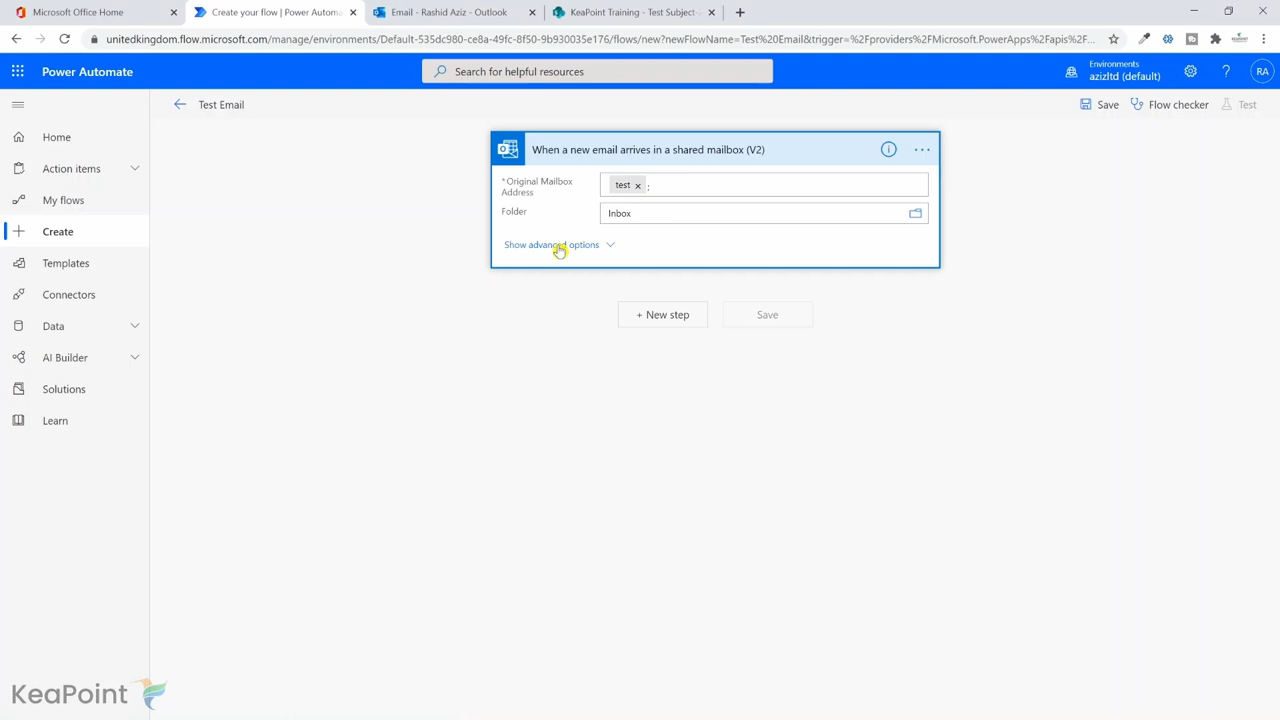 Microsoft Office Home
Create your flow | Power Automa
Email - Rashid Aziz - Outlook
KeaPoint Training - Test Subject-
unitedkingdom.flow.microsoft.com/manage/environments/Default-535dc980-ce8a-49fc-8f50-9b930035e176/flows/new?newFlowName=Test%20Email&trigger=%2Fproviders%2FMicrosoft.PowerApps%2Fapis%2F...
Power Automate
Search for helpful resources
Environments
azizltd (default)
RA
Test Email
Save
Flow checker
Test
Home
Action items
My flows
Create
Templates
Connectors
Data
AI Builder
Solutions
Learn
When a new email arrives in a shared mailbox (V2)
* Original Mailbox
Address
test ;
Folder
Inbox
Show advanced options
+ New step
Save
KeaPoint